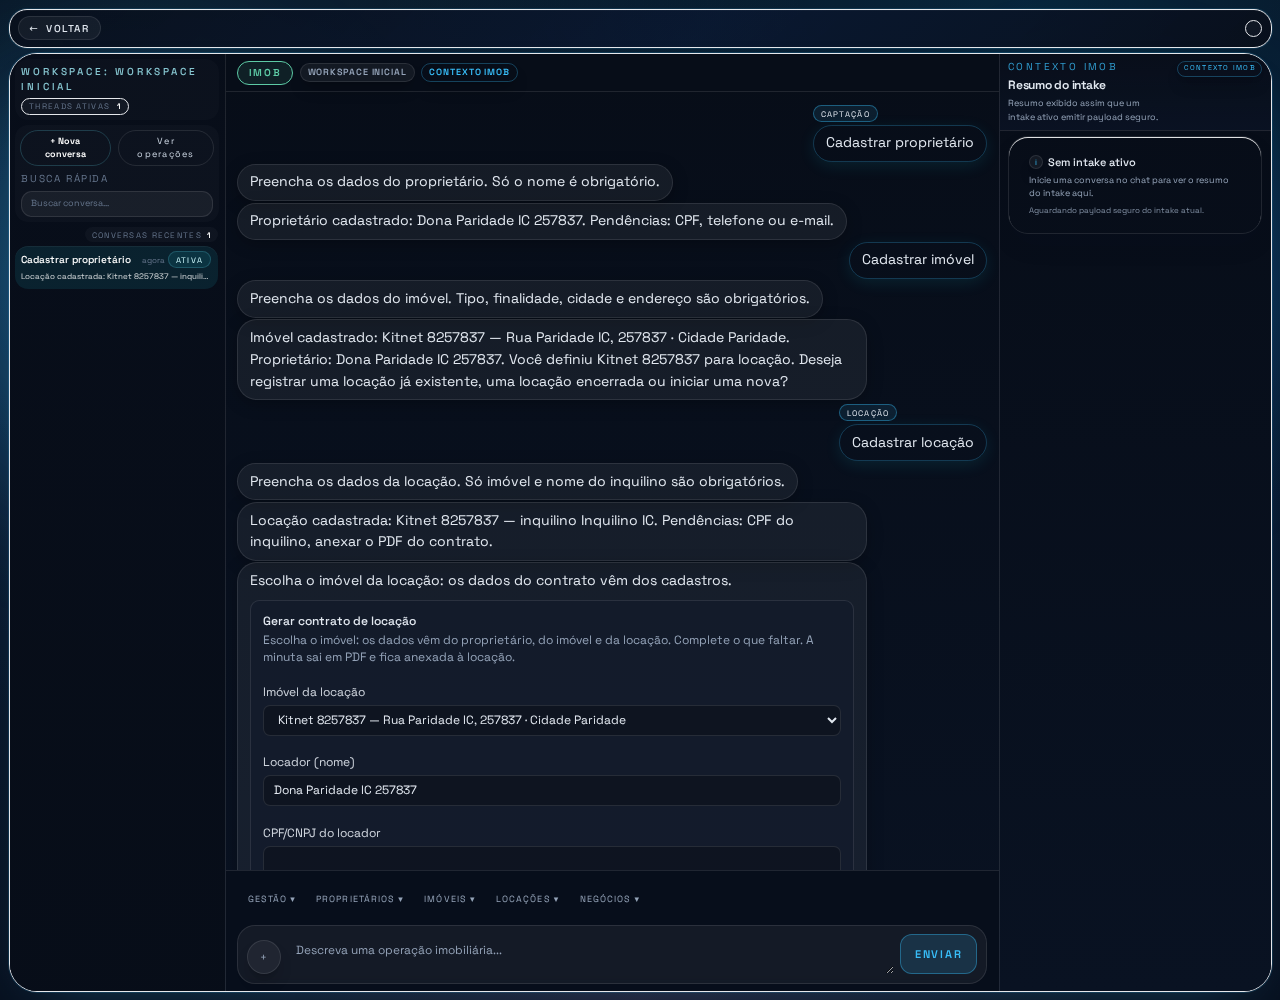 ← VOLTAR
WORKSPACE: WORKSPACE
INICIAL
THREADS ATIVAS 1
+ Nova
conversa
Ver
operações
BUSCA RÁPIDA
Buscar conversa...
CONVERSAS RECENTES 1
Cadastrar proprietário agora ATIVA
Locação cadastrada: Kitnet 8257837 — inquili...
IMOB WORKSPACE INICIAL CONTEXTO IMOB
CAPTAÇÃO
Cadastrar proprietário
Preencha os dados do proprietário. Só o nome é obrigatório.
Proprietário cadastrado: Dona Paridade IC 257837. Pendências: CPF, telefone ou e-mail.
Cadastrar imóvel
Preencha os dados do imóvel. Tipo, finalidade, cidade e endereço são obrigatórios.
Imóvel cadastrado: Kitnet 8257837 — Rua Paridade IC, 257837 · Cidade Paridade.
Proprietário: Dona Paridade IC 257837. Você definiu Kitnet 8257837 para locação. Deseja
registrar uma locação já existente, uma locação encerrada ou iniciar uma nova?
LOCAÇÃO
Cadastrar locação
Preencha os dados da locação. Só imóvel e nome do inquilino são obrigatórios.
Locação cadastrada: Kitnet 8257837 — inquilino Inquilino IC. Pendências: CPF do
inquilino, anexar o PDF do contrato.
Escolha o imóvel da locação: os dados do contrato vêm dos cadastros.
Gerar contrato de locação
Escolha o imóvel: os dados vêm do proprietário, do imóvel e da locação. Complete o que faltar. A
minuta sai em PDF e fica anexada à locação.
Imóvel da locação
Kitnet 8257837 — Rua Paridade IC, 257837 · Cidade Paridade
Locador (nome)
Dona Paridade IC 257837
CPF/CNPJ do locador
GESTÃO ▾ PROPRIETÁRIOS ▾ IMÓVEIS ▾ LOCAÇÕES ▾ NEGÓCIOS ▾
+ Descreva uma operação imobiliária... ENVIAR
CONTEXTO IMOB CONTEXTO IMOB
Resumo do intake
Resumo exibido assim que um
intake ativo emitir payload seguro.
i Sem intake ativo
Inicie uma conversa no chat para ver o resumo
do intake aqui.
Aguardando payload seguro do intake atual.